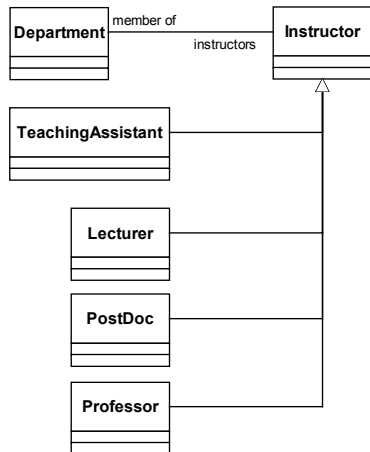 Department
member of
instructors
Instructor
TeachingAssistant
Lecturer
PostDoc
Professor